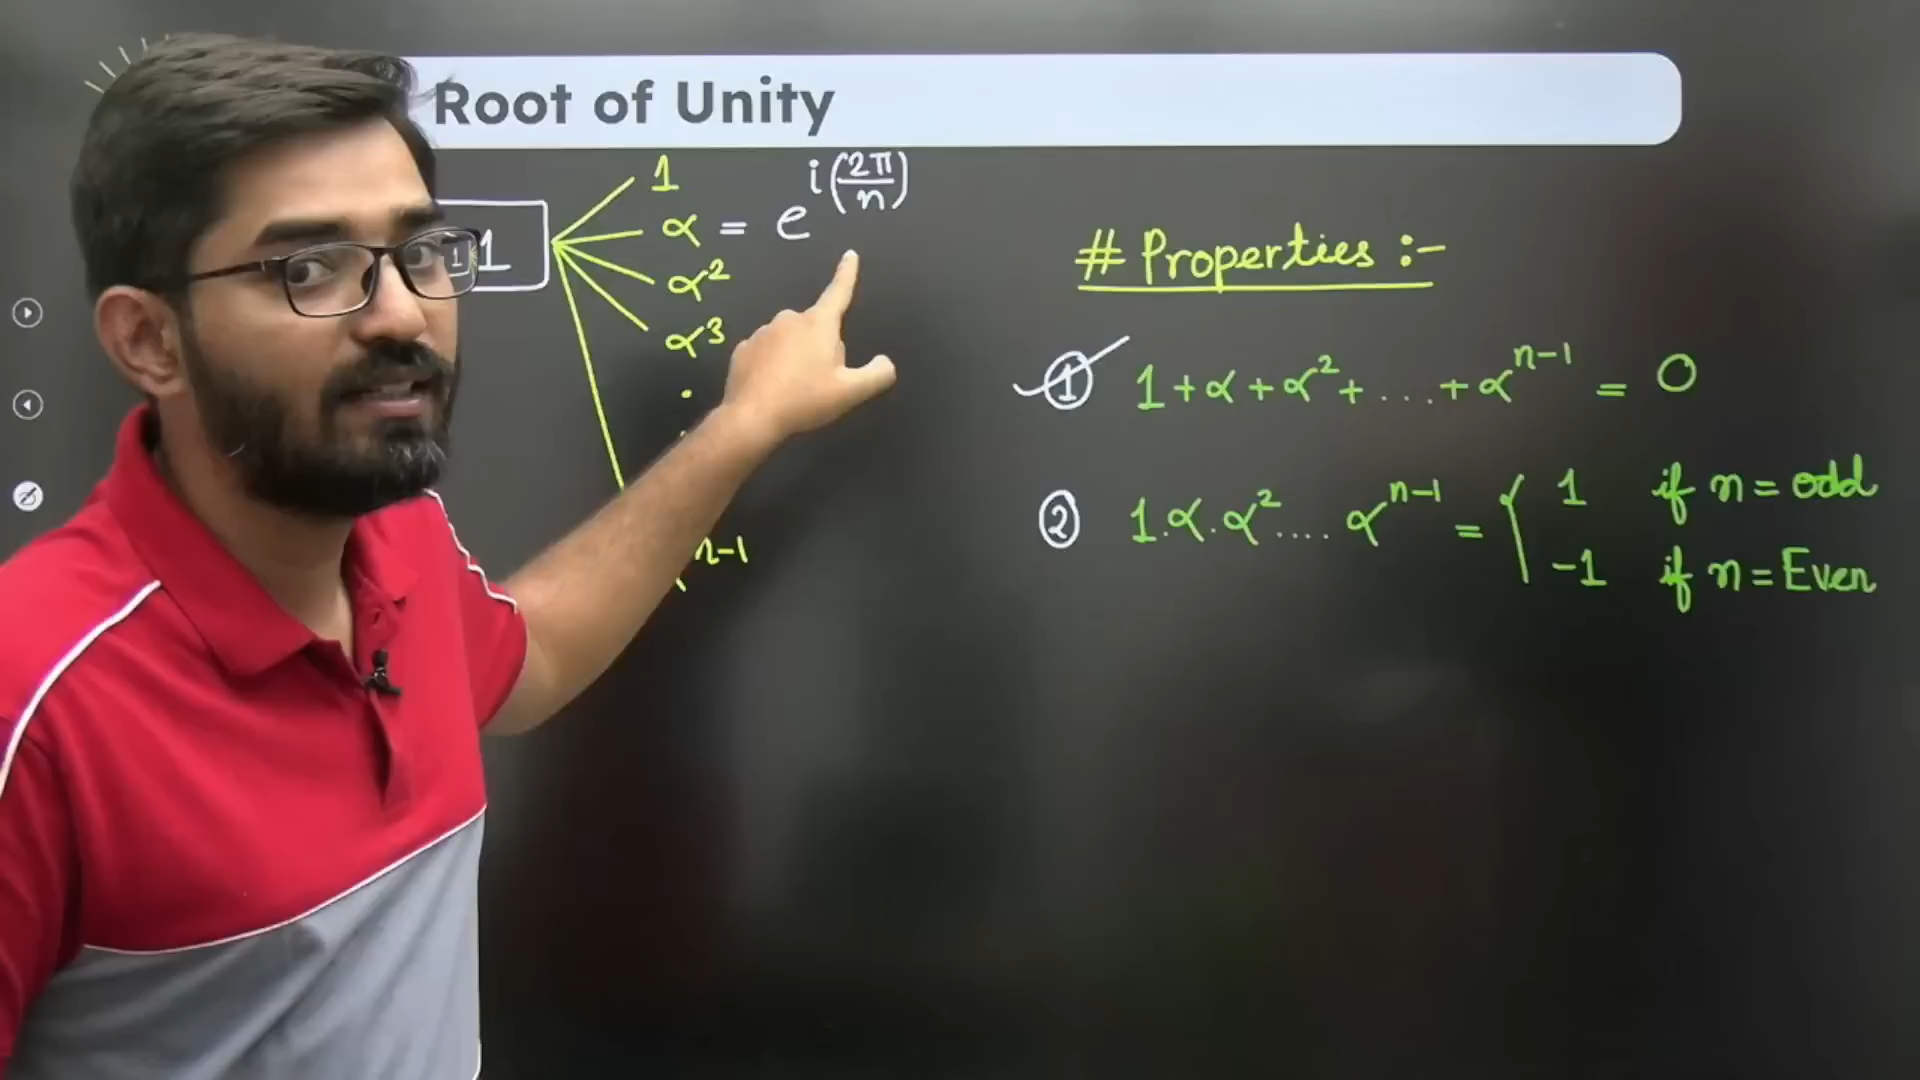 Root of Unity
1
1
α = e^{i(2π/n)}
α²
α³
.
n-1
# Properties :-
① 1 + α + α² + .... + α^{n-1} = 0
② 1.α.α².... α^{n-1} = { 1 if n = odd
-1 if n = Even